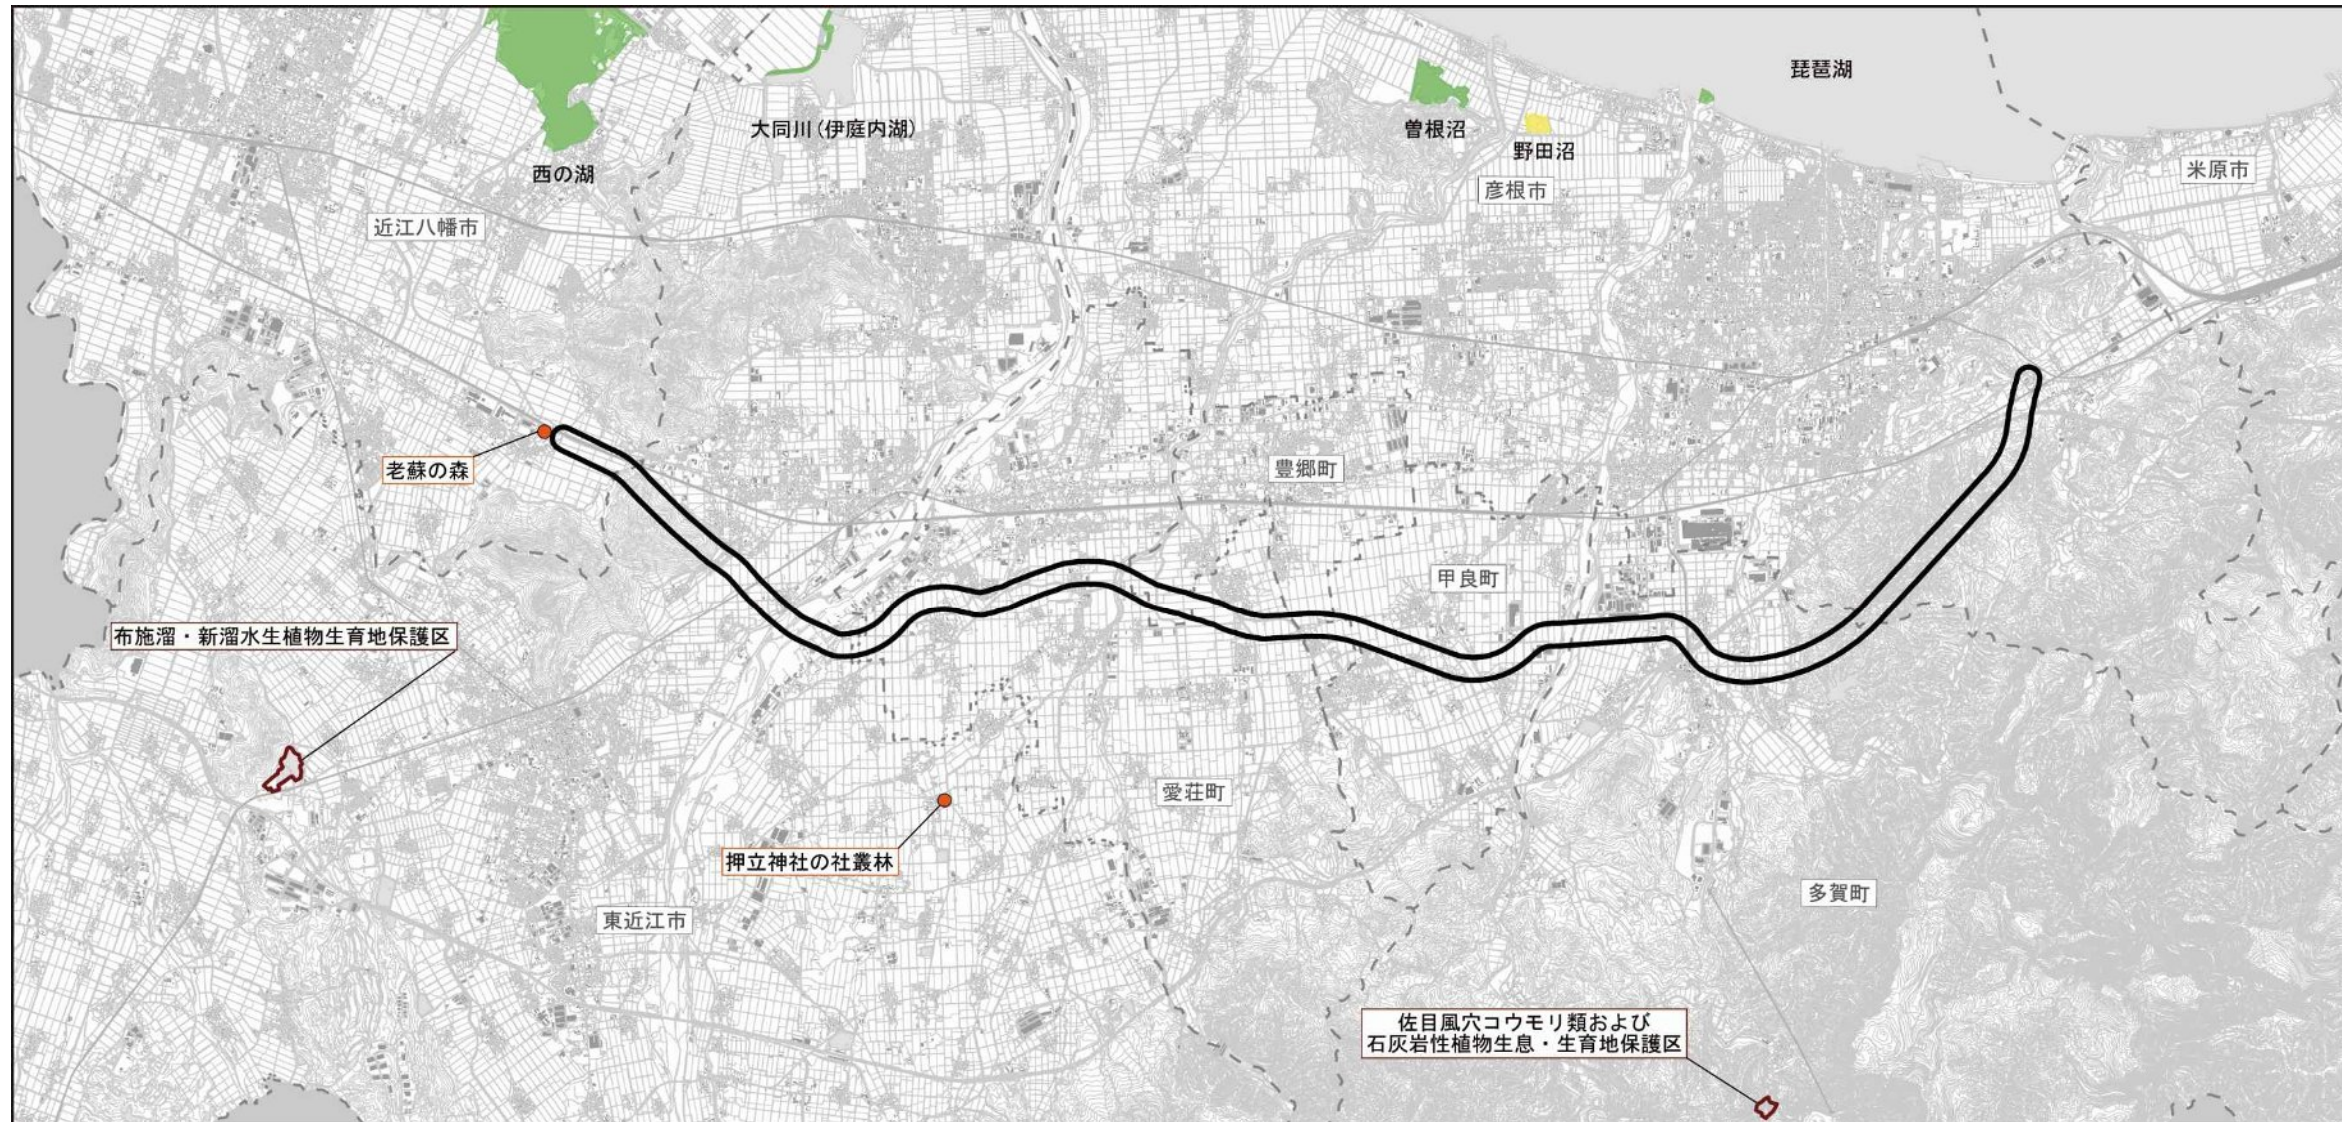 琵琶湖
大同川(伊庭内湖)
曽根沼
野田沼
西の湖
米原市
彦根市
近江八幡市
老蘇の森
豊郷町
甲良町
布施溜・新溜水生植物生育地保護区
愛荘町
押立神社の社叢林
多賀町
東近江市
佐目風穴コウモリ類および
石灰岩性植物生息・生育地保護区